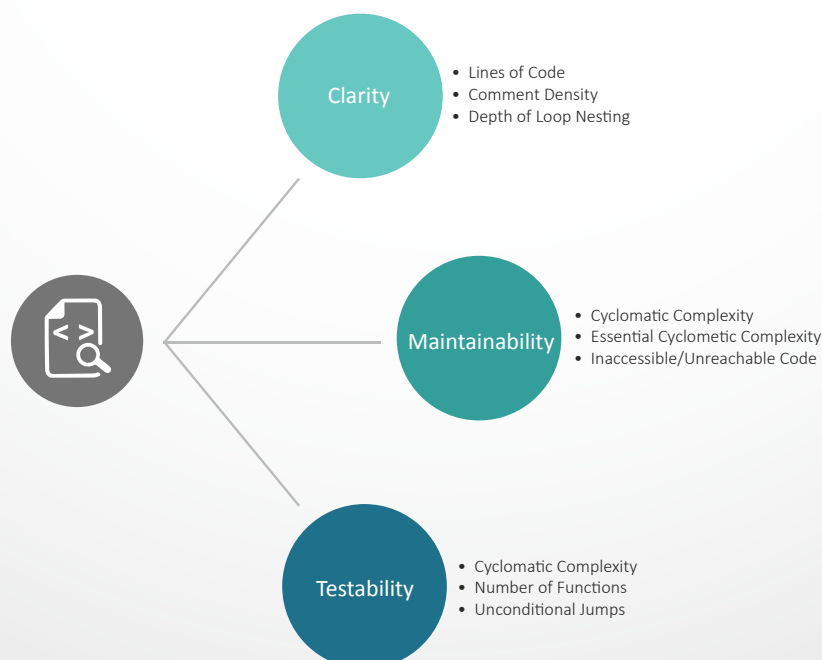 Clarity
• Lines of Code
• Comment Density
• Depth of Loop Nesting
< >
Maintainability
• Cyclomatic Complexity
• Essential Cyclometic Complexity
• Inaccessible/Unreachable Code
Testability
• Cyclomatic Complexity
• Number of Functions
• Unconditional Jumps